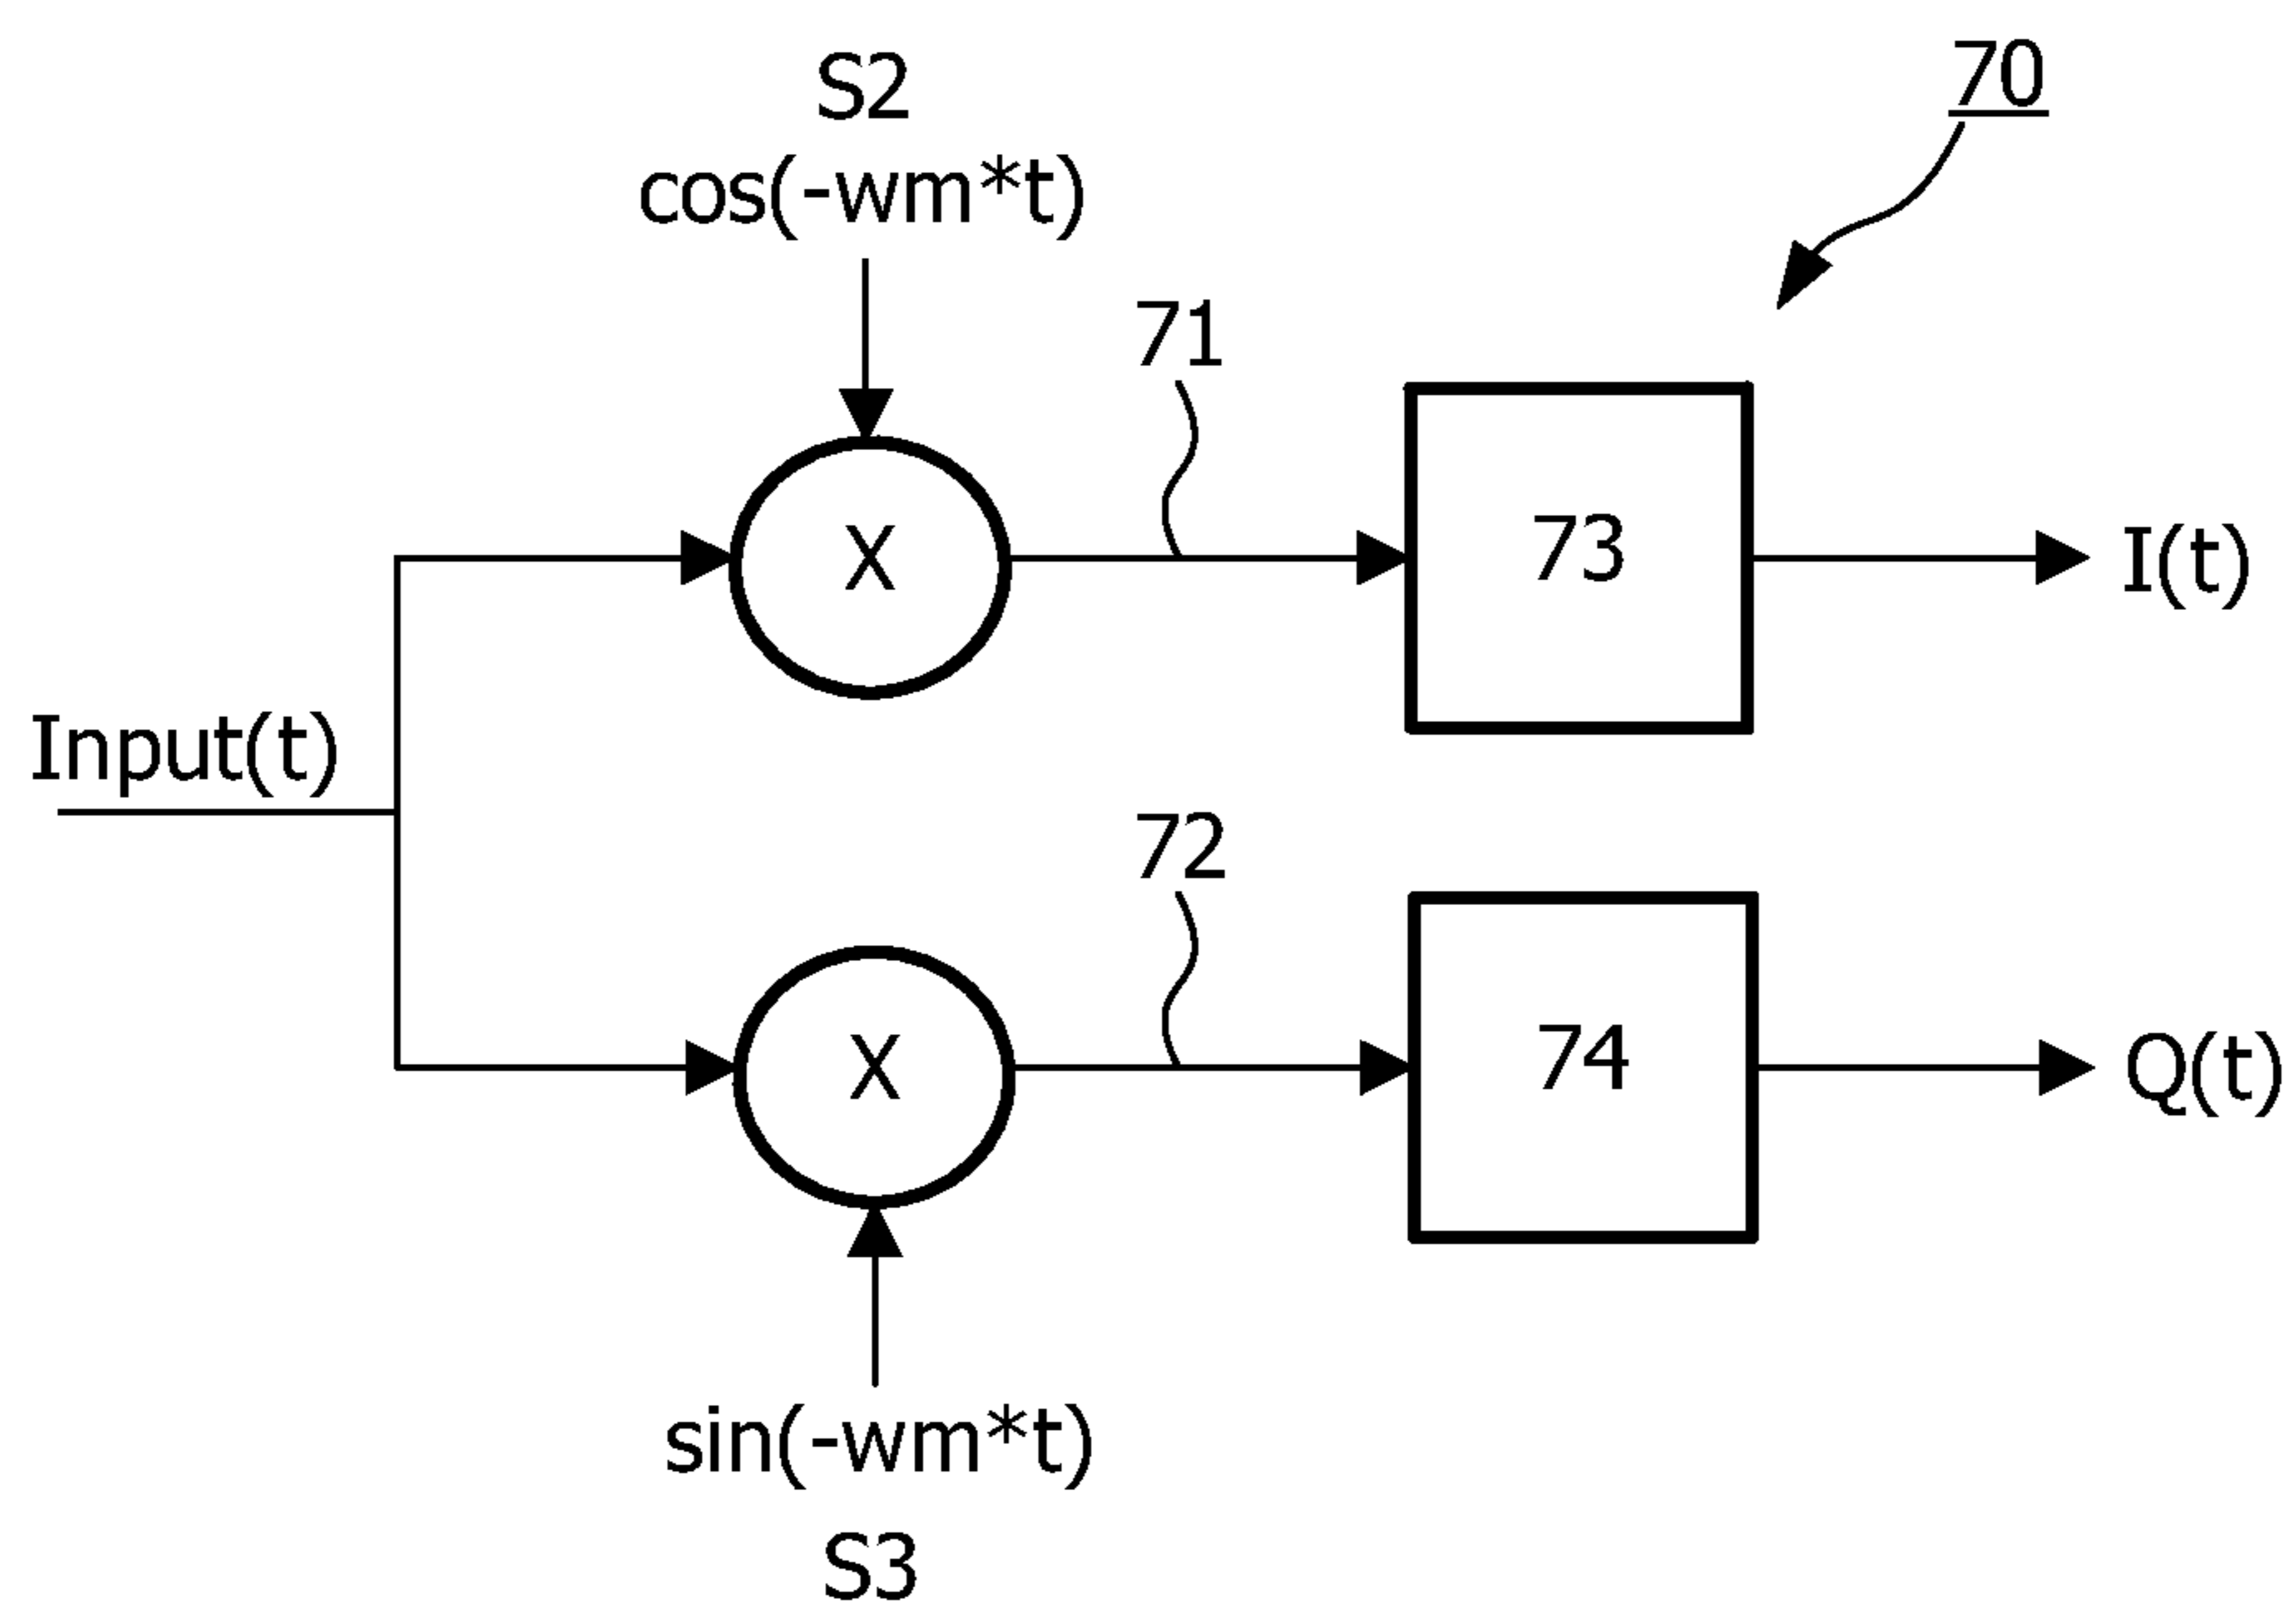 S2
cos(-wm*t)
70
71
X
73
I(t)
Input(t)
72
X
74
Q(t)
sin(-wm*t)
S3